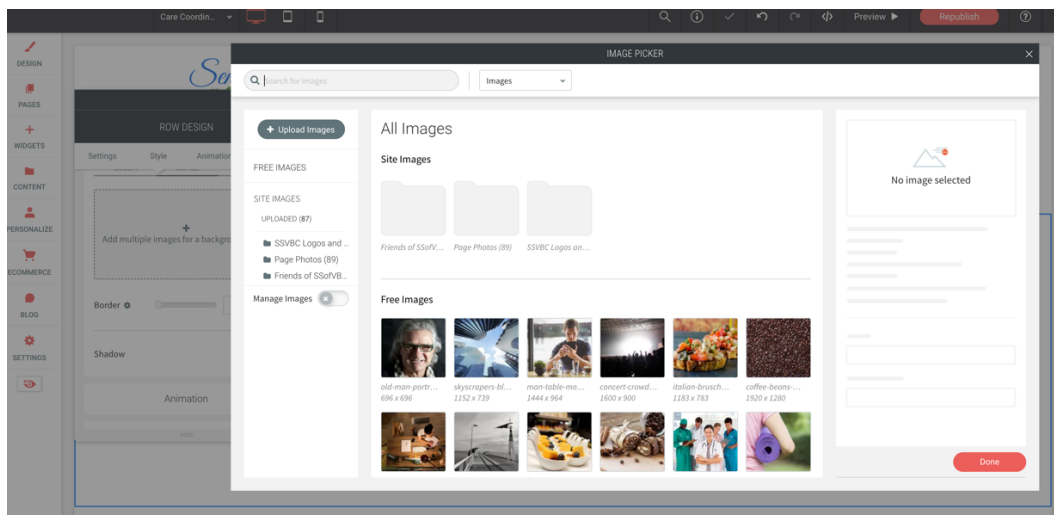 Care Coordin...
Preview
Republish
DESIGN
PAGES
WIDGETS
CONTENT
PERSONALIZE
ECOMMERCE
BLOG
SETTINGS
ROW DESIGN
Settings Style Animation
Add multiple images for a backgro
Border
Shadow
Animation
IMAGE PICKER
Search for images
Images
+ Upload Images
FREE IMAGES
SITE IMAGES
UPLOADED (87)
SSVBC Logos and ...
Page Photos (89)
Friends of SSofVB...
Manage Images
All Images
Site Images
Friends of SSofV... Page Photos (89) SSVBC Logos an...
Free Images
old-man-portr... skyscrapers-bl... man-table-ma... concert-crowd... italian-brusch... coffee-beans-...
696 x 696 1152 x 739 1444 x 964 1600 x 900 1183 x 783 1920 x 1280
No image selected
Done